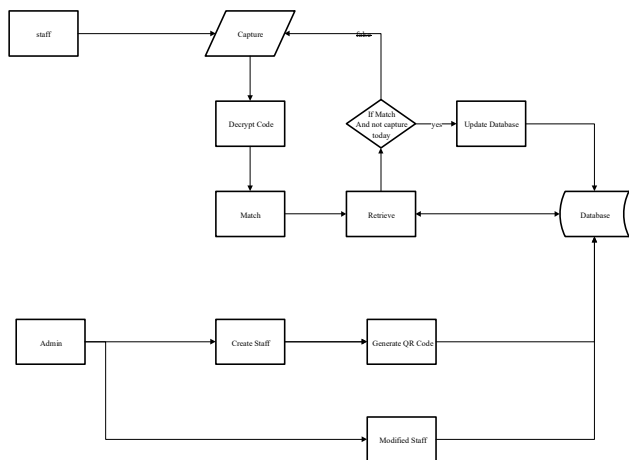 staff
Capture
false
Decrypt Code
If Match
And not capture
today
yes
Update Database
Match
Retrieve
Database
Admin
Create Staff
Generate QR Code
Modified Staff